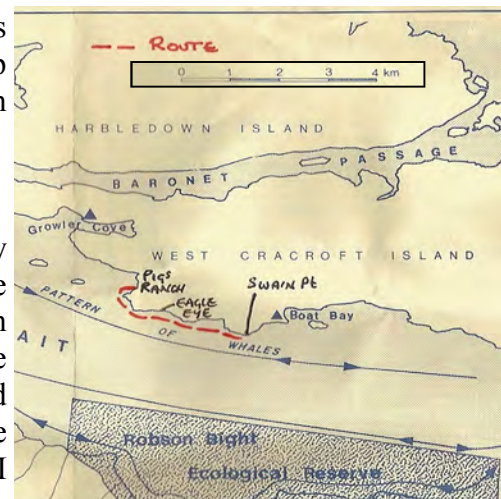 ROUTE
0 1 2 3 4 km
HARBLEDOWN ISLAND
BARONET PASSAGE
Growler Cove
WEST CRACROFT ISLAND
PIGS
RANCH
SWAIN Pt
EAGLE
EYE
Boat Bay
PATTERN OF WHALES
AIT
Robson Bight
Ecological Reserve